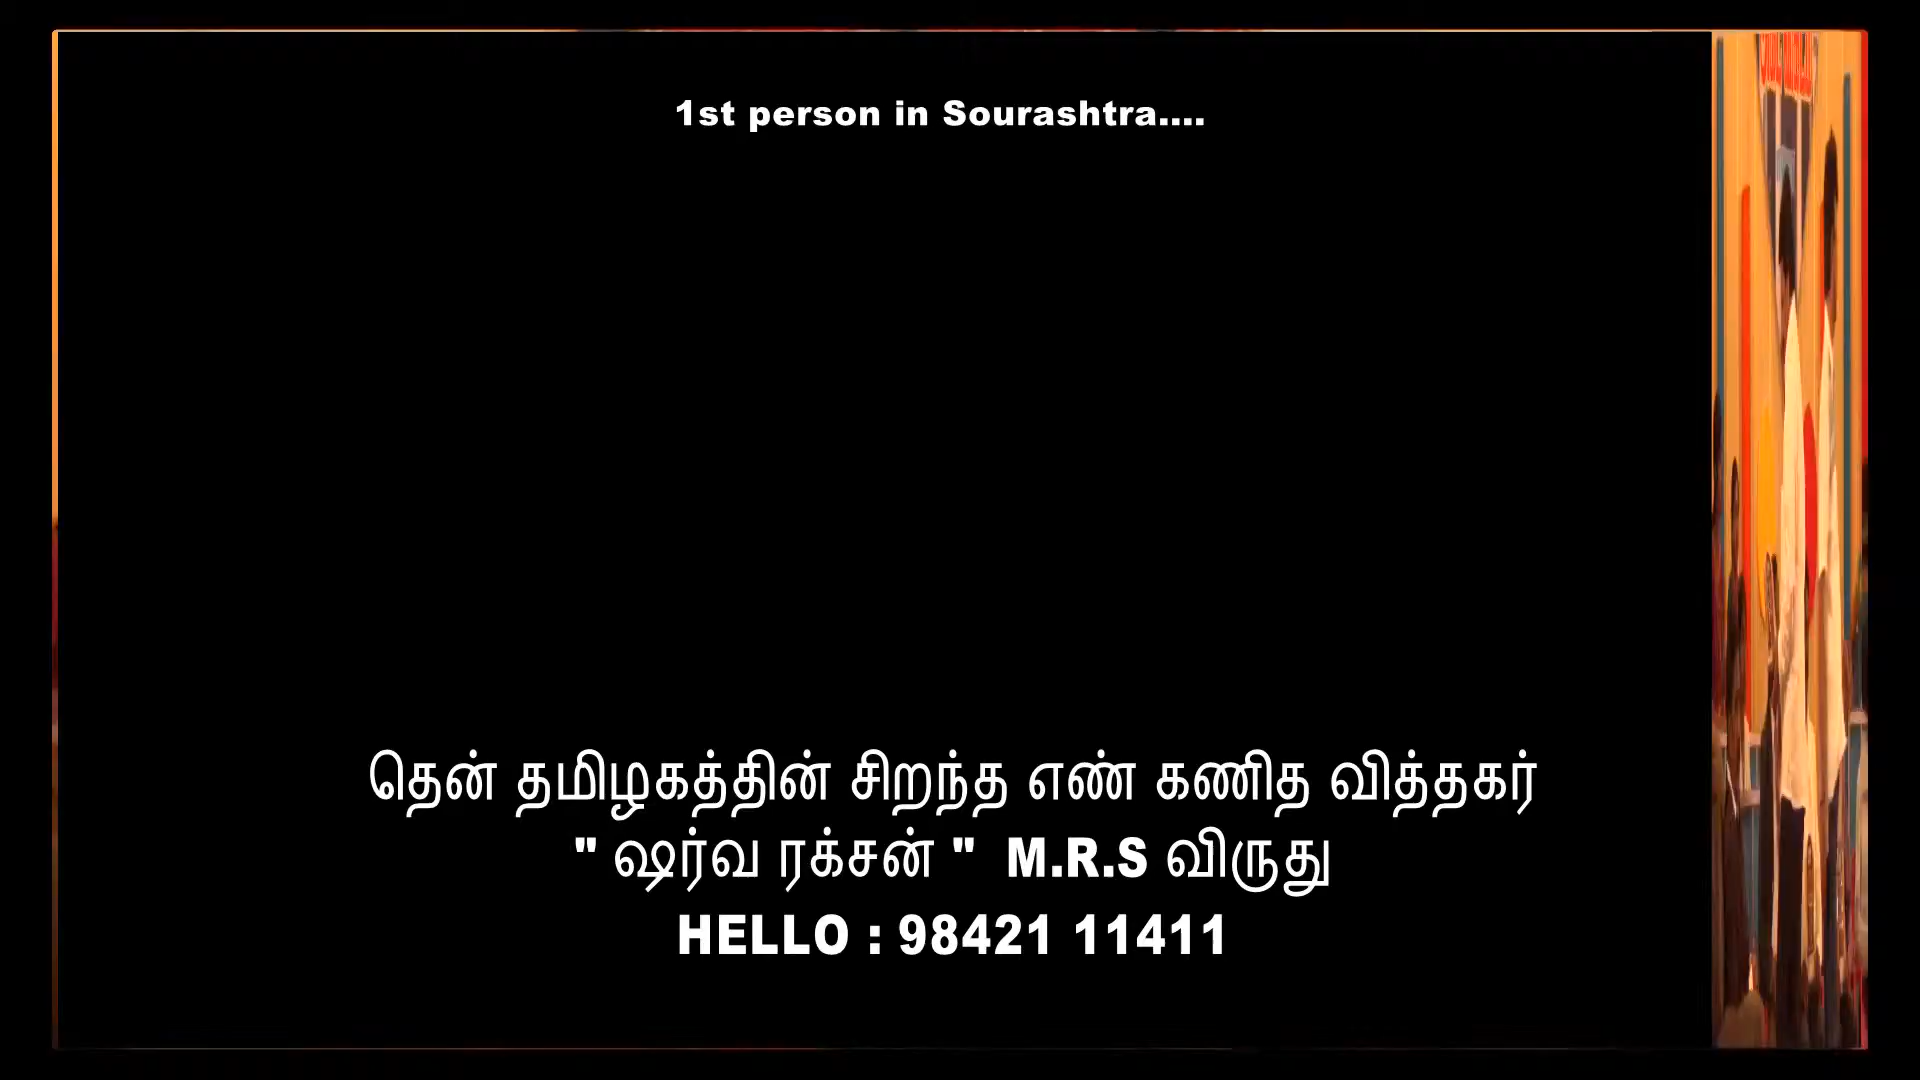 1st person in Sourashtra....
தென் தமிழகத்தின் சிறந்த எண் கணித வித்தகர்
" ஷர்வ ரக்சன் " M.R.S விருது
HELLO : 98421 11411